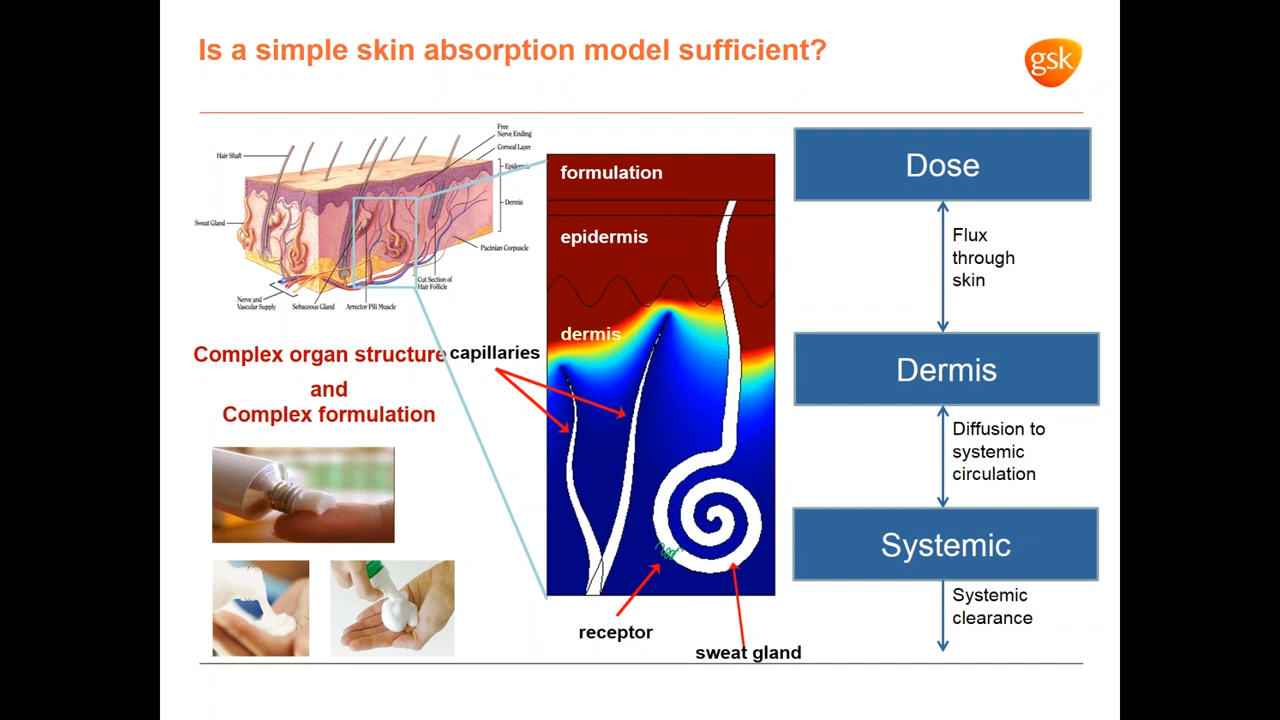 Is a simple skin absorption model sufficient?
gsk
Free
Nerve Ending
Hair Shaft
Corneal Layer
Epidermis
Dermis
Sweat Gland
Pacinian Corpuscle
Cut Section of
Hair Follicle
Nerve and
Vascular Supply
Sebaceous Gland
Arrector Pili Muscle
Complex organ structure
and
Complex formulation
formulation
epidermis
dermis
capillaries
receptor
sweat gland
Dose
Flux
through
skin
Dermis
Diffusion to
systemic
circulation
Systemic
Systemic
clearance